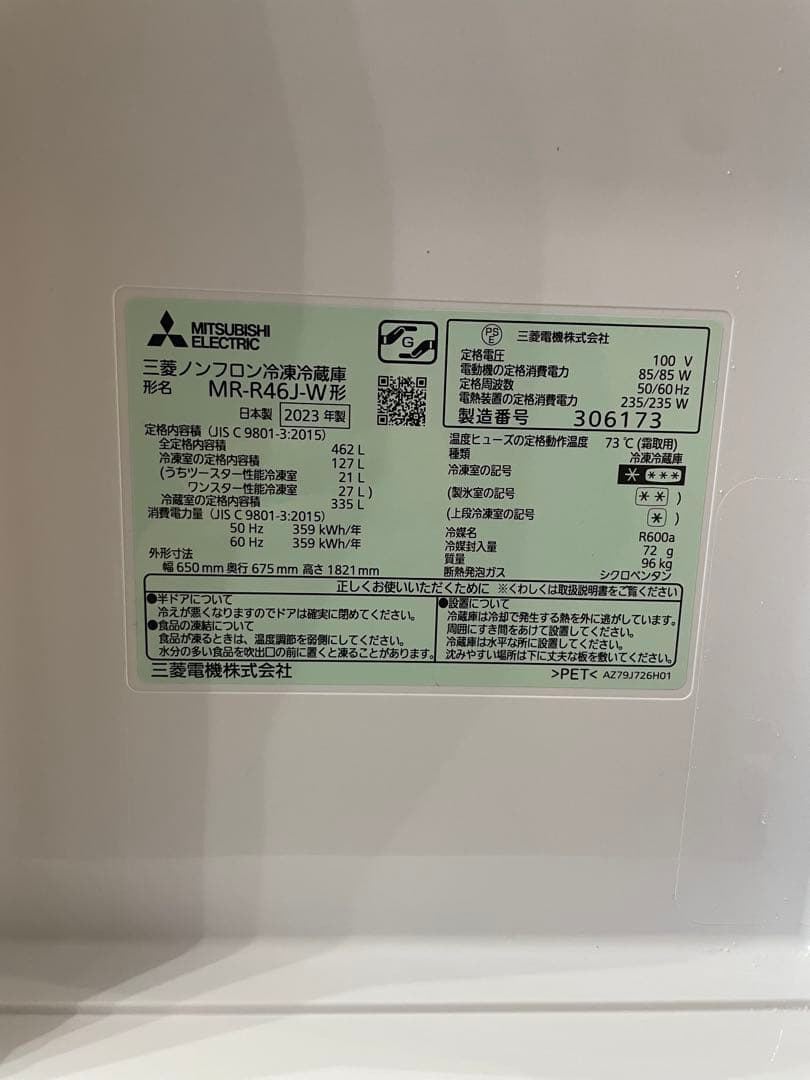 MITSUBISHI
ELECTRIC
G
三菱ノンフロン冷凍冷蔵庫
形名 MR-R46J-W形
日本製 2023 年製
定格内容積 (JIS C 9801-3:2015)
全定格内容積 462 L
冷凍室の定格内容積 127 L
(うちツースター性能冷凍室 21 L
ワンスター性能冷凍室 27 L )
冷蔵室の定格内容積 335 L
消費電力量 (JIS C 9801-3:2015)
50 Hz 359 kWh/年
60 Hz 359 kWh/年
外形寸法
幅 650 mm 奥行 675 mm 高さ 1821 mm
PS
E 三菱電機株式会社
定格電圧 100 V
電動機の定格消費電力 85/85 W
定格周波数 50/60 Hz
電熱装置の定格消費電力 235/235 W
製造番号 306173
温度ヒューズの定格動作温度 73 ℃ (霜取用)
種類 冷凍冷蔵庫
冷凍室の記号 * ***
(製氷室の記号 ** )
(上段冷凍室の記号 * )
冷媒名 R600a
冷媒封入量 72 g
質量 96 kg
断熱発泡ガス シクロペンタン
正しくお使いいただくために ※くわしくは取扱説明書をご覧ください
●半ドアについて
冷えが悪くなりますのでドアは確実に閉めてください。
●食品の凍結について
食品が凍るときは、温度調節を弱側にしてください。
水分の多い食品を吹出口の前に置くと凍ることがあります。
●設置について
冷蔵庫は冷却で発生する熱を外に逃がしています。
周囲にすき間をあけて設置してください。
冷蔵庫は水平な所に設置してください。
沈みやすい場所は下に丈夫な板を敷いてください。
三菱電機株式会社 >PET< AZ79J726H01